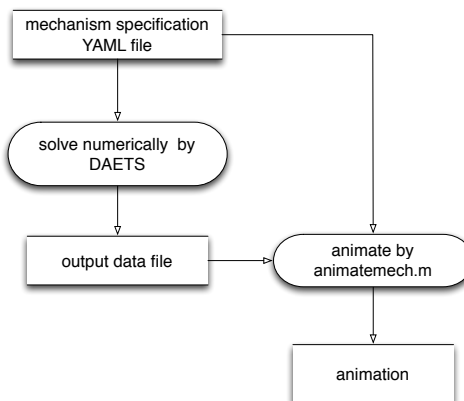 mechanism specification
YAML file
solve numerically by
DAETS
output data file
animate by
animatemech.m
animation